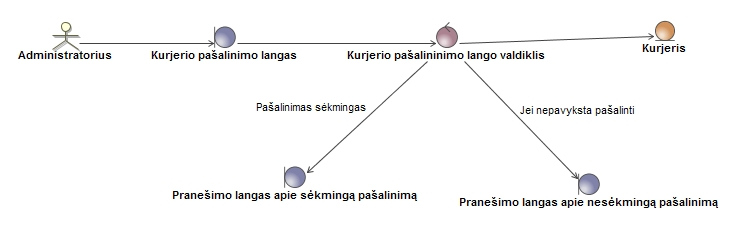 Administratorius
Kurjerio pašalinimo langas
Kurjerio pašalininimo lango valdiklis
Kurjeris
Pašalinimas sėkmingas
Jei nepavyksta pašalinti
Pranešimo langas apie sėkmingą pašalinimą
Pranešimo langas apie nesėkmingą pašalinimą